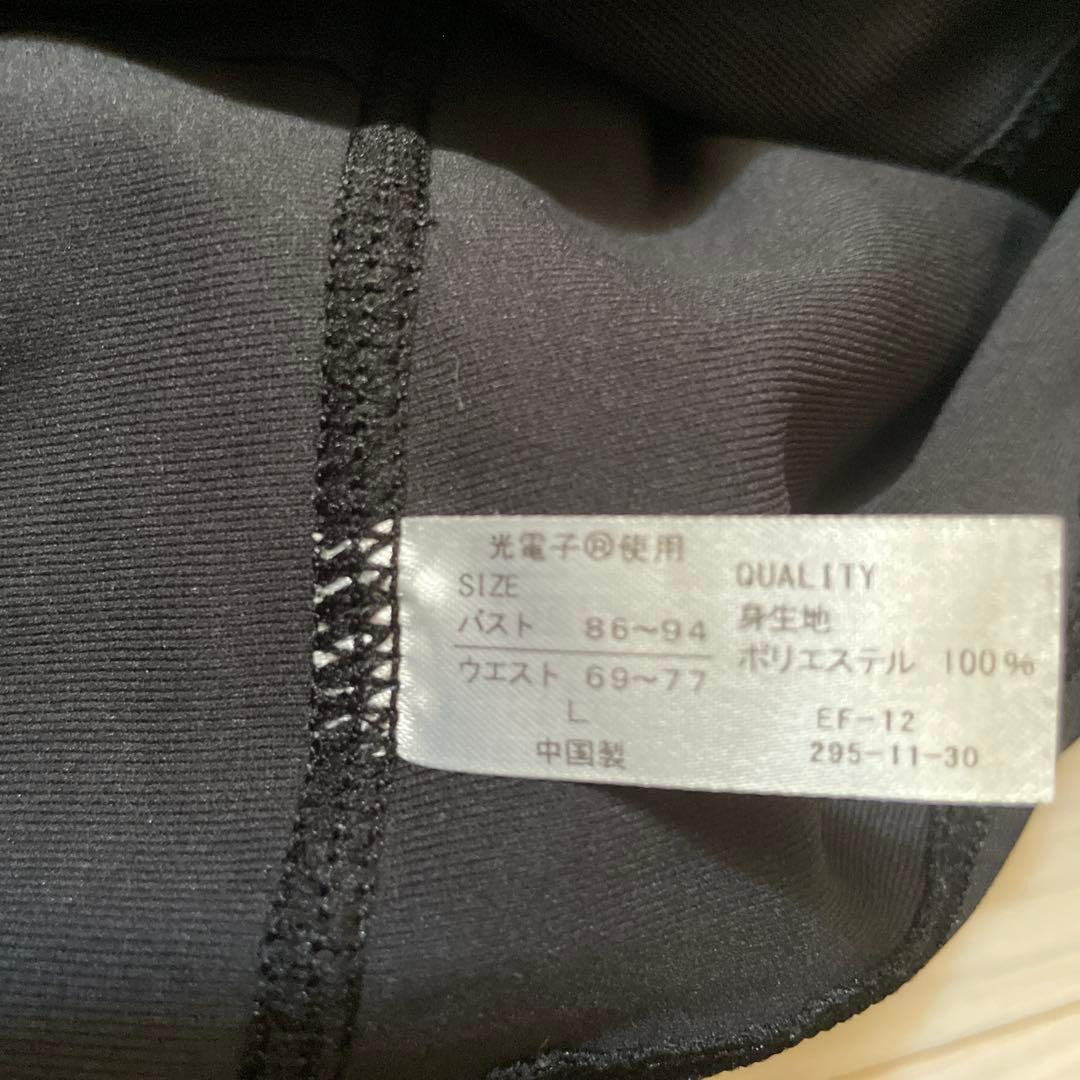 光電子®使用
SIZE
バスト 86〜94
ウエスト 69〜77
L
中国製
QUALITY
身生地
ポリエステル 100%
EF-12
295-11-30